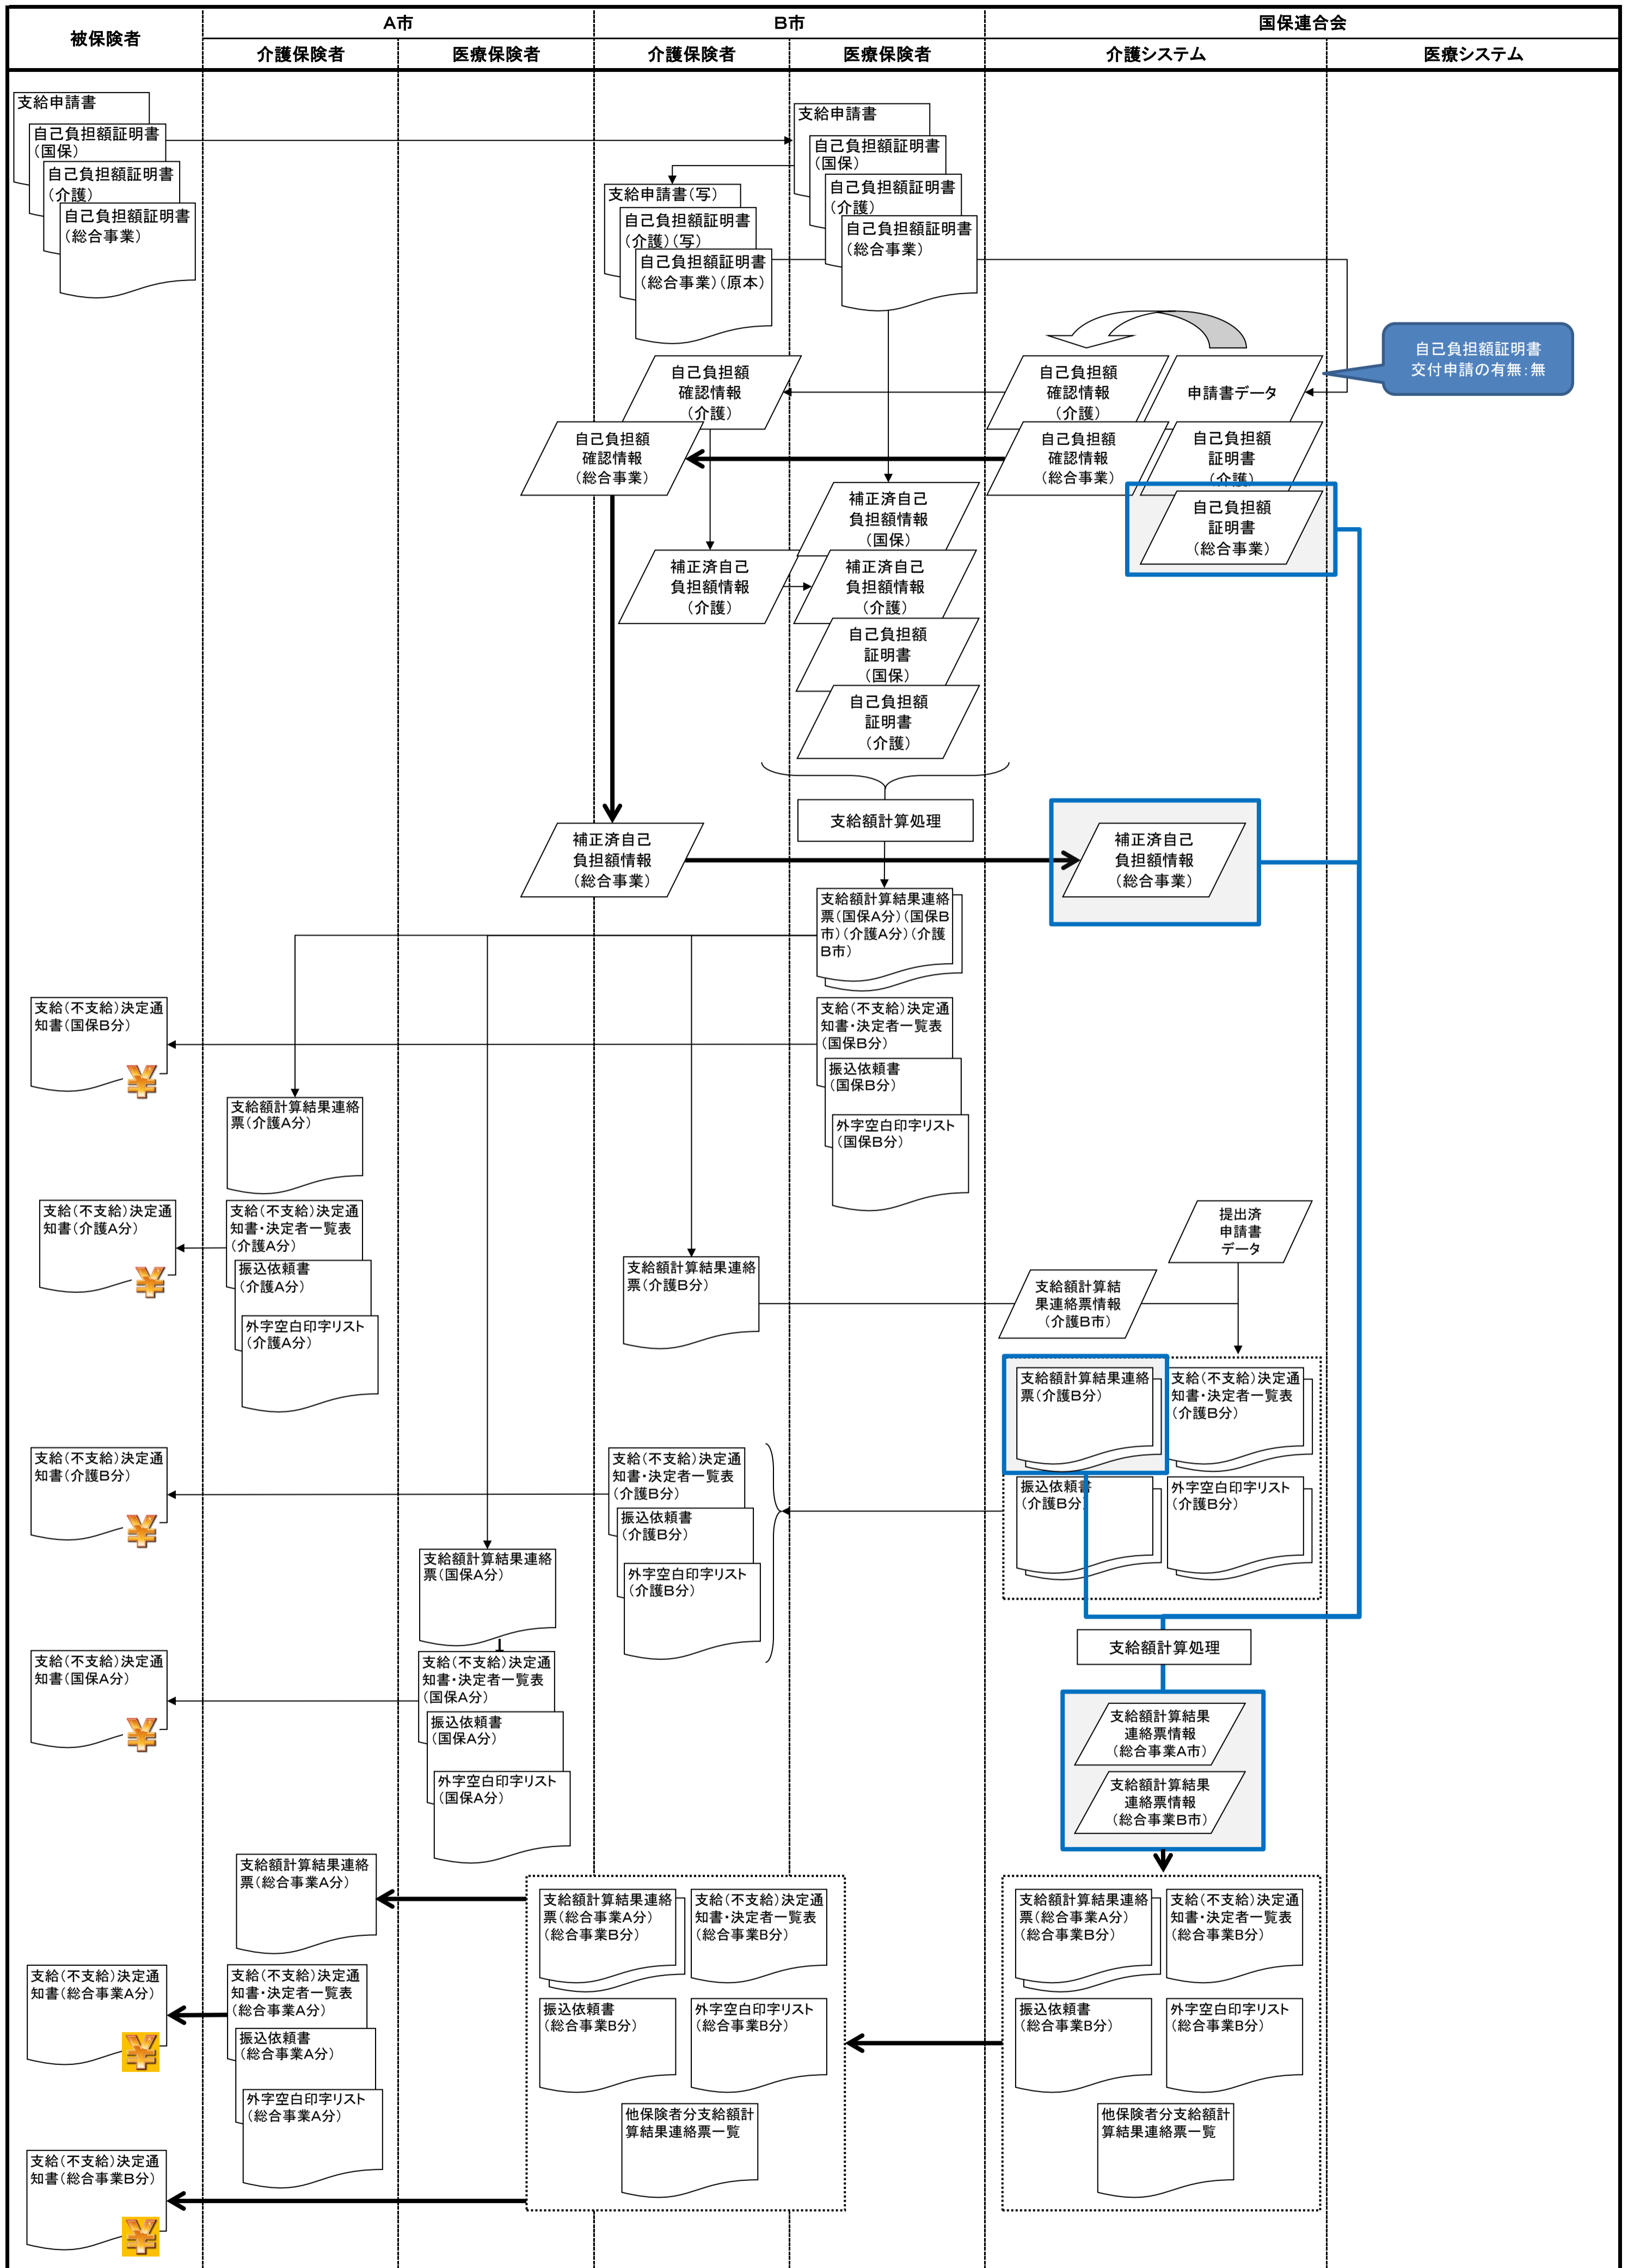 被保険者
A市
B市
国保連合会
介護保険者
医療保険者
介護保険者
医療保険者
介護システム
医療システム
支給申請書
自己負担額証明書
（国保）
自己負担額証明書
（介護）
自己負担額証明書
（総合事業）
支給申請書
自己負担額証明書
（国保）
自己負担額証明書
（介護）
自己負担額証明書
（総合事業）
支給申請書（写）
自己負担額証明書
（介護）（写）
自己負担額証明書
（総合事業）（原本）
自己負担額証明書
交付申請の有無：無
自己負担額
確認情報
（介護）
自己負担額
確認情報
（介護）
申請書データ
自己負担額
確認情報
（総合事業）
自己負担額
確認情報
（総合事業）
自己負担額
証明書
（介護）
自己負担額
証明書
（総合事業）
補正済自己
負担額情報
（国保）
補正済自己
負担額情報
（介護）
補正済自己
負担額情報
（介護）
自己負担額
証明書
（国保）
自己負担額
証明書
（介護）
支給額計算処理
補正済自己
負担額情報
（総合事業）
補正済自己
負担額情報
（総合事業）
支給額計算結果連絡
票（国保A分）（国保B
市）（介護A分）（介護
B市）
支給（不支給）決定通
知書（国保B分）
支給（不支給）決定通
知書・決定者一覧表
（国保B分）
振込依頼書
（国保B分）
外字空白印字リスト
（国保B分）
支給額計算結果連絡
票（介護A分）
支給（不支給）決定通
知書（介護A分）
支給（不支給）決定通
知書・決定者一覧表
（介護A分）
振込依頼書
（介護A分）
外字空白印字リスト
（介護A分）
提出済
申請書
データ
支給額計算結果連絡
票（介護B分）
支給額計算結
果連絡票情報
（介護B市）
支給額計算結果連絡
票（介護B分）
支給（不支給）決定通
知書・決定者一覧表
（介護B分）
振込依頼書
（介護B分）
外字空白印字リスト
（介護B分）
支給（不支給）決定通
知書（介護B分）
支給（不支給）決定通
知書・決定者一覧表
（介護B分）
振込依頼書
（介護B分）
外字空白印字リスト
（介護B分）
支給額計算結果連絡
票（国保A分）
支給（不支給）決定通
知書（国保A分）
支給（不支給）決定通
知書・決定者一覧表
（国保A分）
振込依頼書
（国保A分）
外字空白印字リスト
（国保A分）
支給額計算処理
支給額計算結果
連絡票情報
（総合事業A市）
支給額計算結果
連絡票情報
（総合事業B市）
支給額計算結果連絡
票（総合事業A分）
支給額計算結果連絡
票（総合事業A分）
（総合事業B分）
支給（不支給）決定通
知書・決定者一覧表
（総合事業B分）
振込依頼書
（総合事業B分）
外字空白印字リスト
（総合事業B分）
他保険者分支給額計
算結果連絡票一覧
支給額計算結果連絡
票（総合事業A分）
（総合事業B分）
支給（不支給）決定通
知書・決定者一覧表
（総合事業B分）
振込依頼書
（総合事業B分）
外字空白印字リスト
（総合事業B分）
他保険者分支給額計
算結果連絡票一覧
支給（不支給）決定通
知書（総合事業A分）
支給（不支給）決定通
知書・決定者一覧表
（総合事業A分）
振込依頼書
（総合事業A分）
外字空白印字リスト
（総合事業A分）
支給（不支給）決定通
知書（総合事業B分）